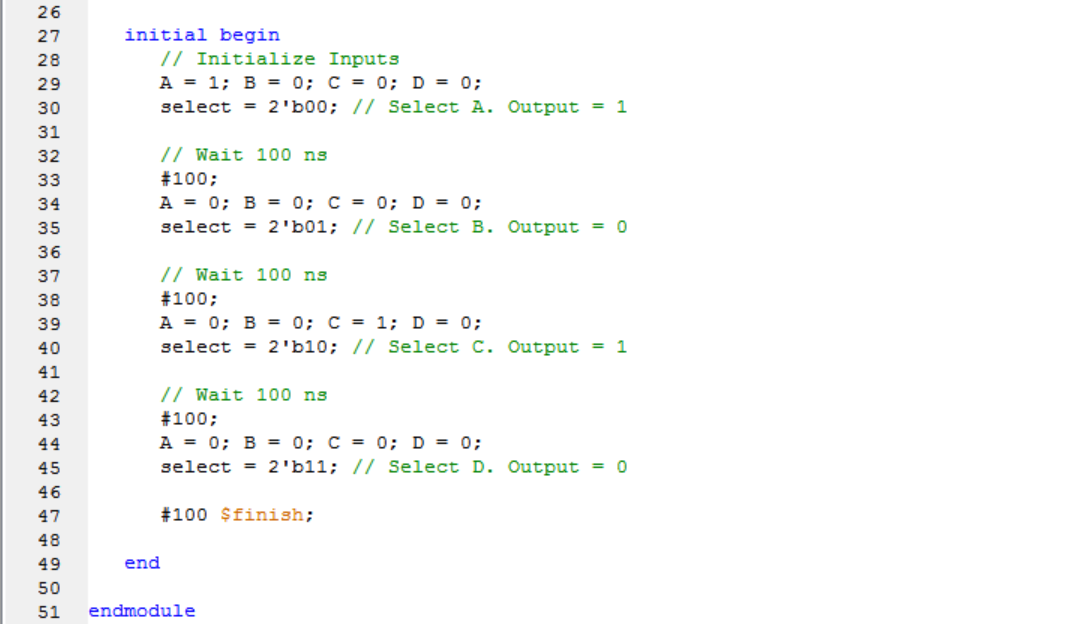 26
27 initial begin
28 // Initialize Inputs
29 A = 1; B = 0; C = 0; D = 0;
30 select = 2'b00; // Select A. Output = 1
31
32 // Wait 100 ns
33 #100;
34 A = 0; B = 0; C = 0; D = 0;
35 select = 2'b01; // Select B. Output = 0
36
37 // Wait 100 ns
38 #100;
39 A = 0; B = 0; C = 1; D = 0;
40 select = 2'b10; // Select C. Output = 1
41
42 // Wait 100 ns
43 #100;
44 A = 0; B = 0; C = 0; D = 0;
45 select = 2'b11; // Select D. Output = 0
46
47 #100 $finish;
48
49 end
50
51 endmodule